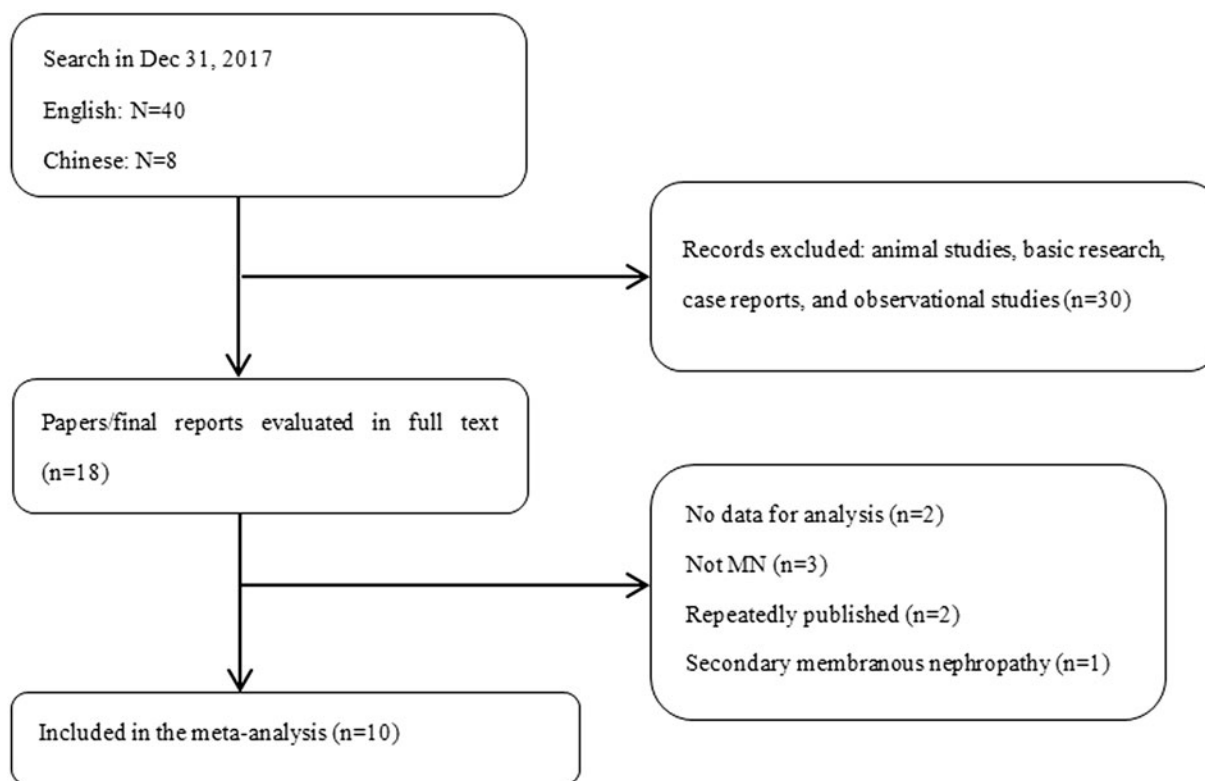 Search in Dec 31, 2017
English: N=40
Chinese: N=8
Records excluded: animal studies, basic research,
case reports, and observational studies (n=30)
Papers/final reports evaluated in full text
(n=18)
No data for analysis (n=2)
Not MN (n=3)
Repeatedly published (n=2)
Secondary membranous nephropathy (n=1)
Included in the meta-analysis (n=10)